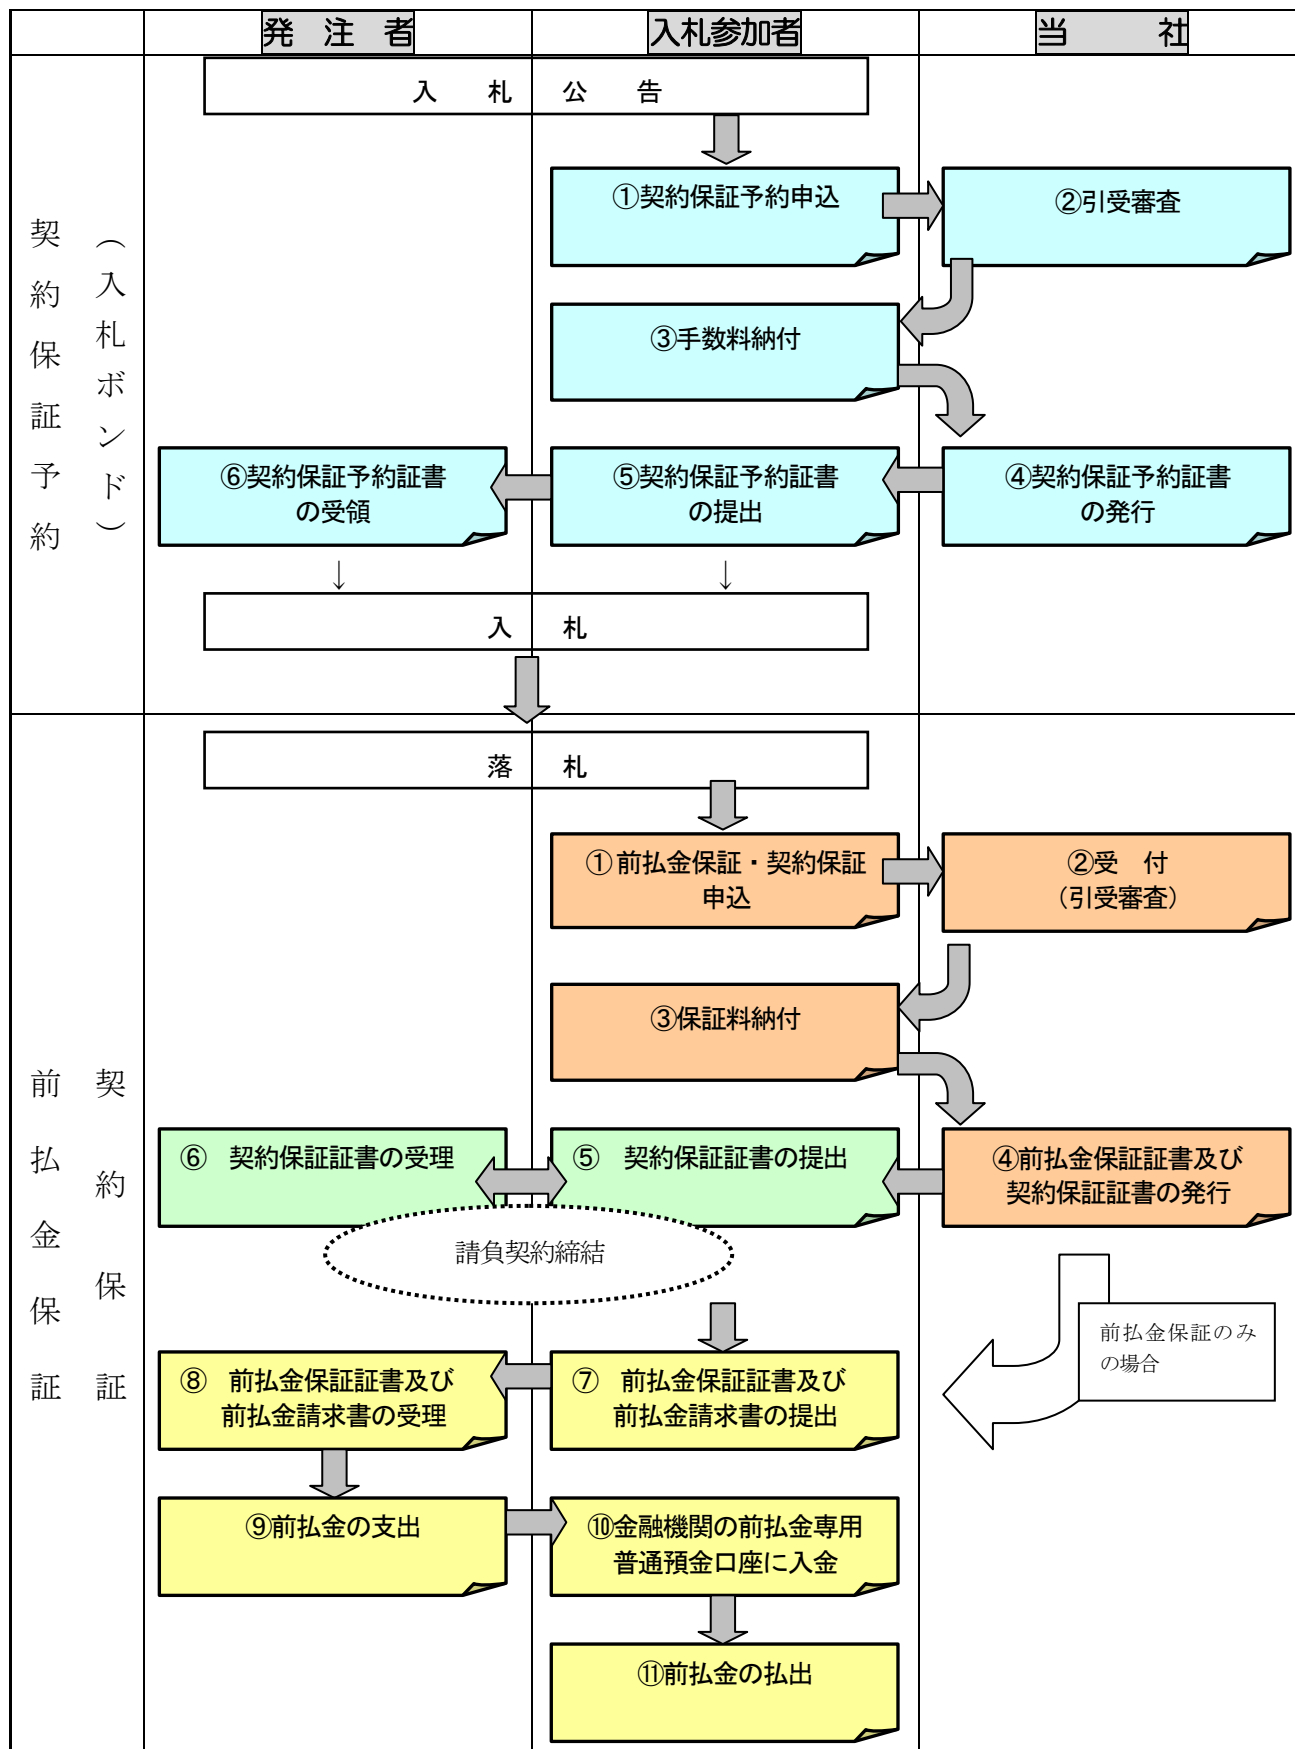 発　注　者
入札参加者
当　　　社
契約保証予約
（入札ボンド）
入　札　公　告
①契約保証予約申込
②引受審査
③手数料納付
④契約保証予約証書
の発行
⑤契約保証予約証書
の提出
⑥契約保証予約証書
の受領
↓
↓
入　札
前払金保証
契約保証
落　札
①前払金保証・契約保証
申込
②受　付
（引受審査）
③保証料納付
④前払金保証証書及び
契約保証証書の発行
⑤　契約保証証書の提出
⑥　契約保証証書の受理
請負契約締結
前払金保証のみ
の場合
⑦　前払金保証証書及び
前払金請求書の提出
⑧　前払金保証証書及び
前払金請求書の受理
⑨前払金の支出
⑩金融機関の前払金専用
普通預金口座に入金
⑪前払金の払出